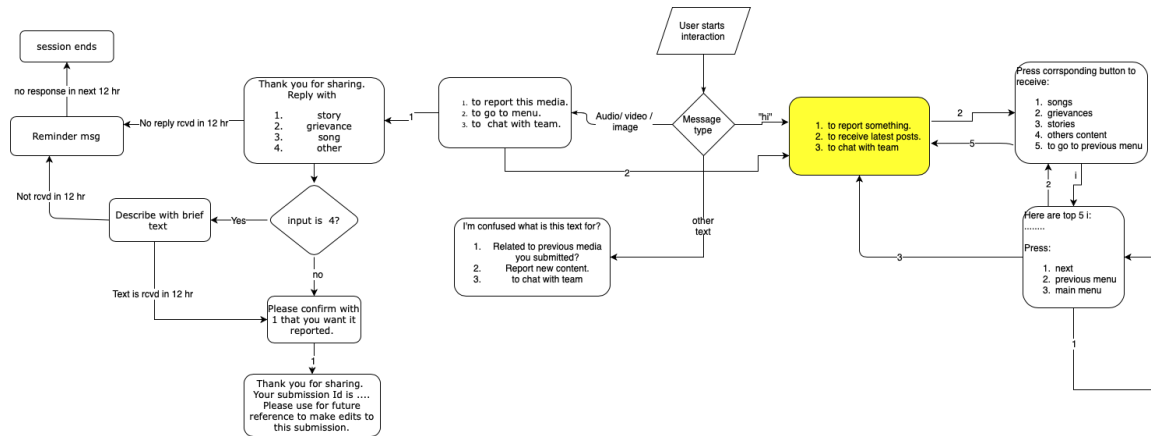 User starts
interaction
Message
type
Audio/ video /
image
"hi"
other
text
1. to report this media.
2. to go to menu.
3. to chat with team.
1
2
Thank you for sharing.
Reply with
1. story
2. grievance
3. song
4. other
No reply rcvd in 12 hr
Reminder msg
no response in next 12 hr
session ends
input is 4?
Yes
no
Describe with brief
text
Not rcvd in 12 hr
Text is rcvd in 12 hr
Please confirm with
1 that you want it
reported.
1
Thank you for sharing.
Your submission Id is ....
Please use for future
reference to make edits to
this submission.
I'm confused what is this text for?
1. Related to previous media
you submitted?
2. Report new content.
3. to chat with team
1. to report something.
2. to receive latest posts.
3. to chat with team
2
5
Press corrsponding button to
receive:
1. songs
2. grievances
3. stories
4. others content
5. to go to previous menu
2
i
Here are top 5 i:
........
Press:
1. next
2. previous menu
3. main menu
3
1